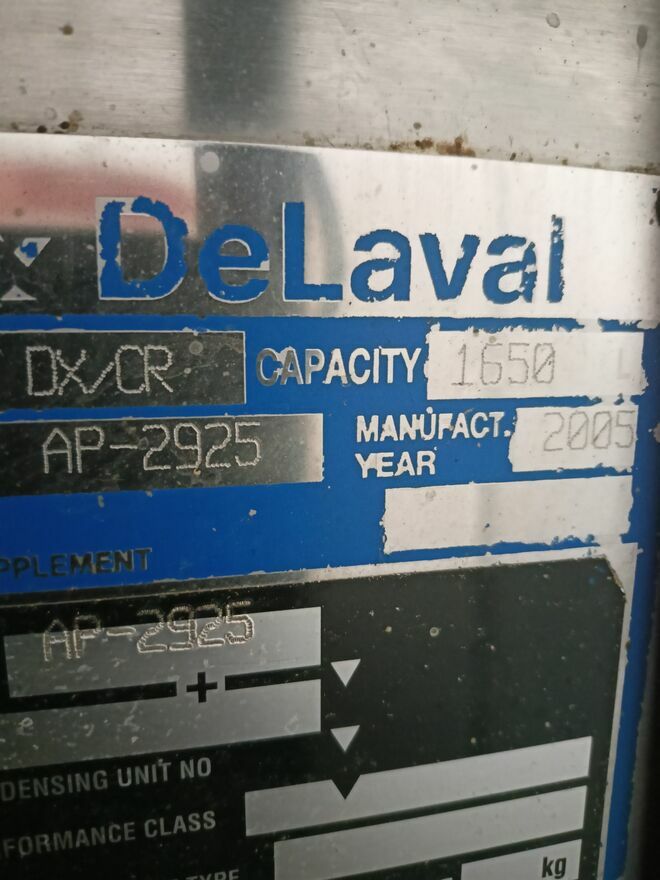 DeLaval
DX/CR CAPACITY 1650 L
AP-2925 MANUFACT. YEAR 2005
PPLEMENT
AP-2925
+
DENSING UNIT NO
FORMANCE CLASS
TYPE
kg